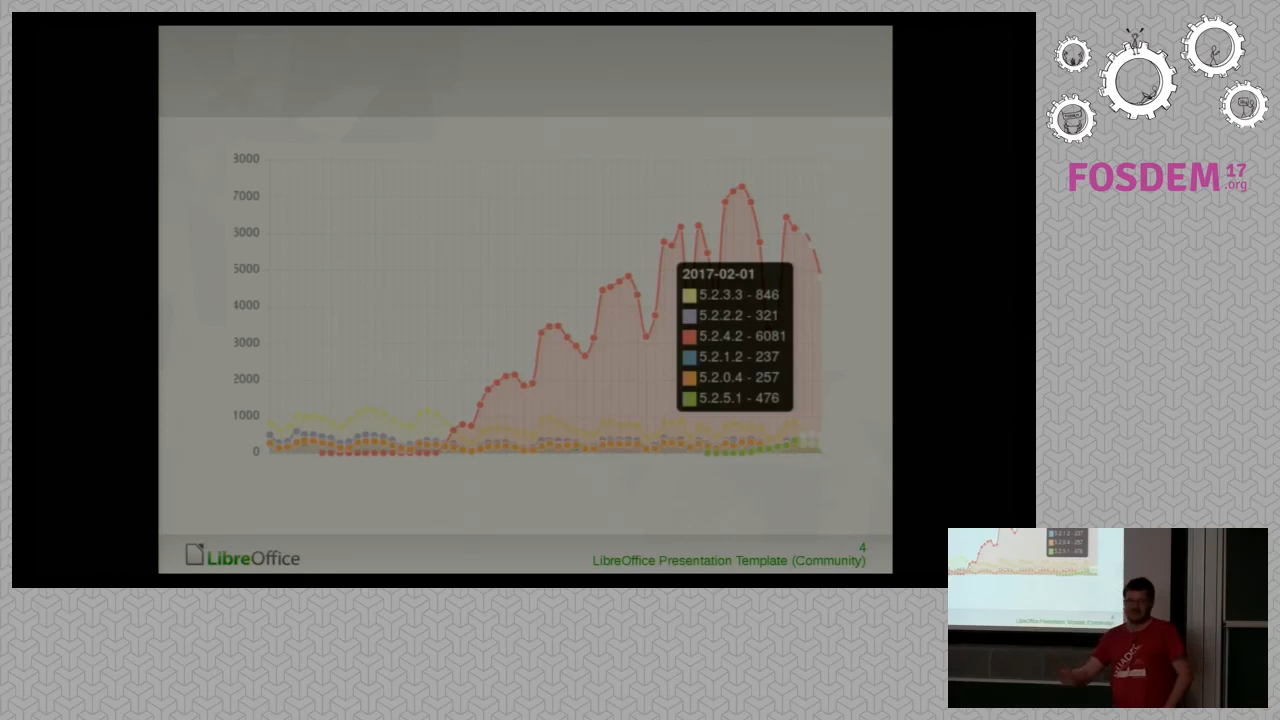 8000
7000
6000
5000
4000
3000
2000
1000
0
2017-02-01
5.2.3.3 - 846
5.2.2.2 - 321
5.2.4.2 - 6081
5.2.1.2 - 237
5.2.0.4 - 257
5.2.5.1 - 476
LibreOffice
4
LibreOffice Presentation Template (Community)
FOSDEM 17
.org